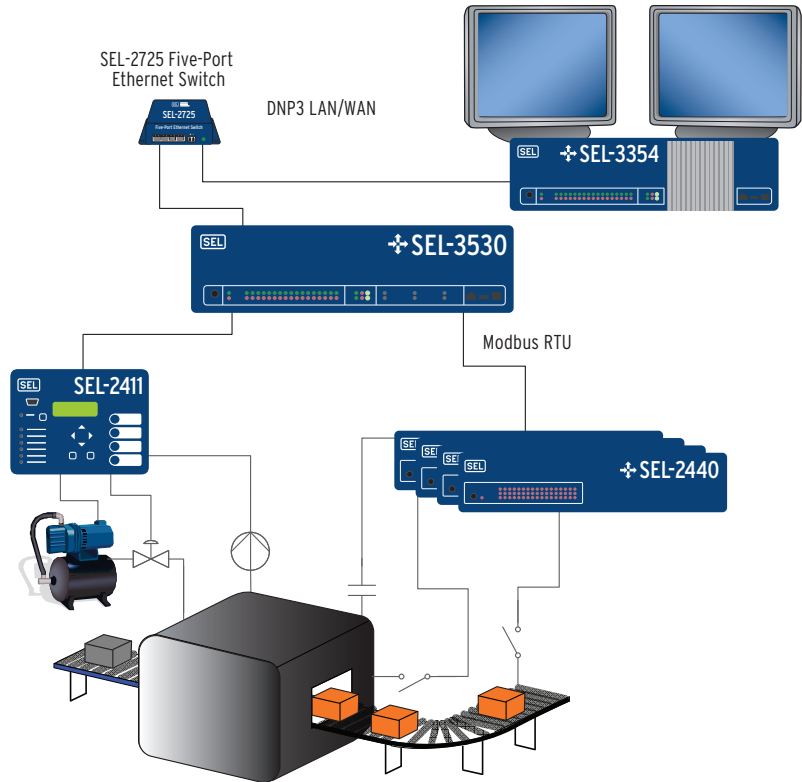 SEL-2725 Five-Port
Ethernet Switch
SEL
SEL-2725
Five-Port Ethernet Switch
DNP3 LAN/WAN
SEL
SEL-3354
SEL
SEL-3530
Modbus RTU
SEL
SEL-2411
SEL
SEL
SEL
SEL
SEL-2440